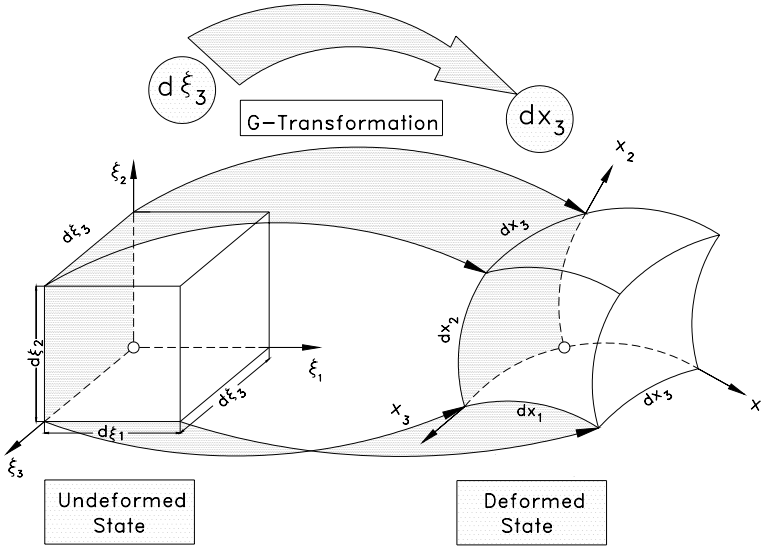 dξ₃
dx₃
G-Transformation
x₂
ξ₂
dξ₃
dx₃
dξ₂
dx₂
ξ₁
dξ₃
x₃
dx₁
dx₃
x
dξ₁
ξ₃
Undeformed
State
Deformed
State